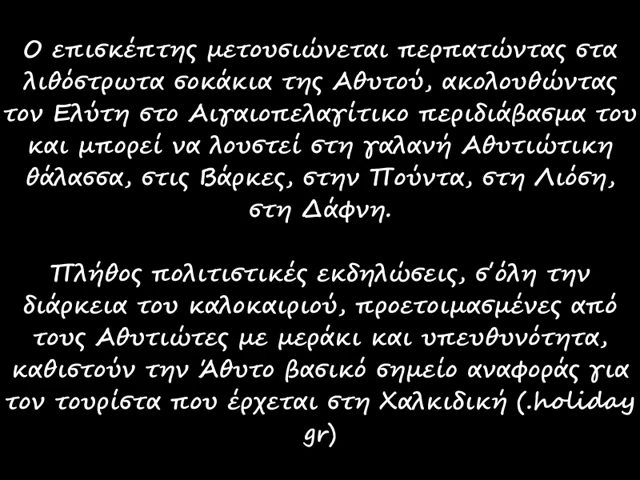 Ο επισκέπτης μετουσιώνεται περπατώντας στα
λιθόστρωτα σοκάκια της Αθυτού, ακολουθώντας
τον Ελύτη στο Αιγαιοπελαγίτικο περιδιάβασμα του
και μπορεί να λουστεί στη γαλανή Αθυτιώτικη
θάλασσα, στις Βάρκες, στην Πούντα, στη Λιόση,
στη Δάφνη.
Πλήθος πολιτιστικές εκδηλώσεις, σ'όλη την
διάρκεια του καλοκαιριού, προετοιμασμένες από
τους Αθυτιώτες με μεράκι και υπευθυνότητα,
καθιστούν την Άθυτο βασικό σημείο αναφοράς για
τον τουρίστα που έρχεται στη Χαλκιδική (.holiday
gr)